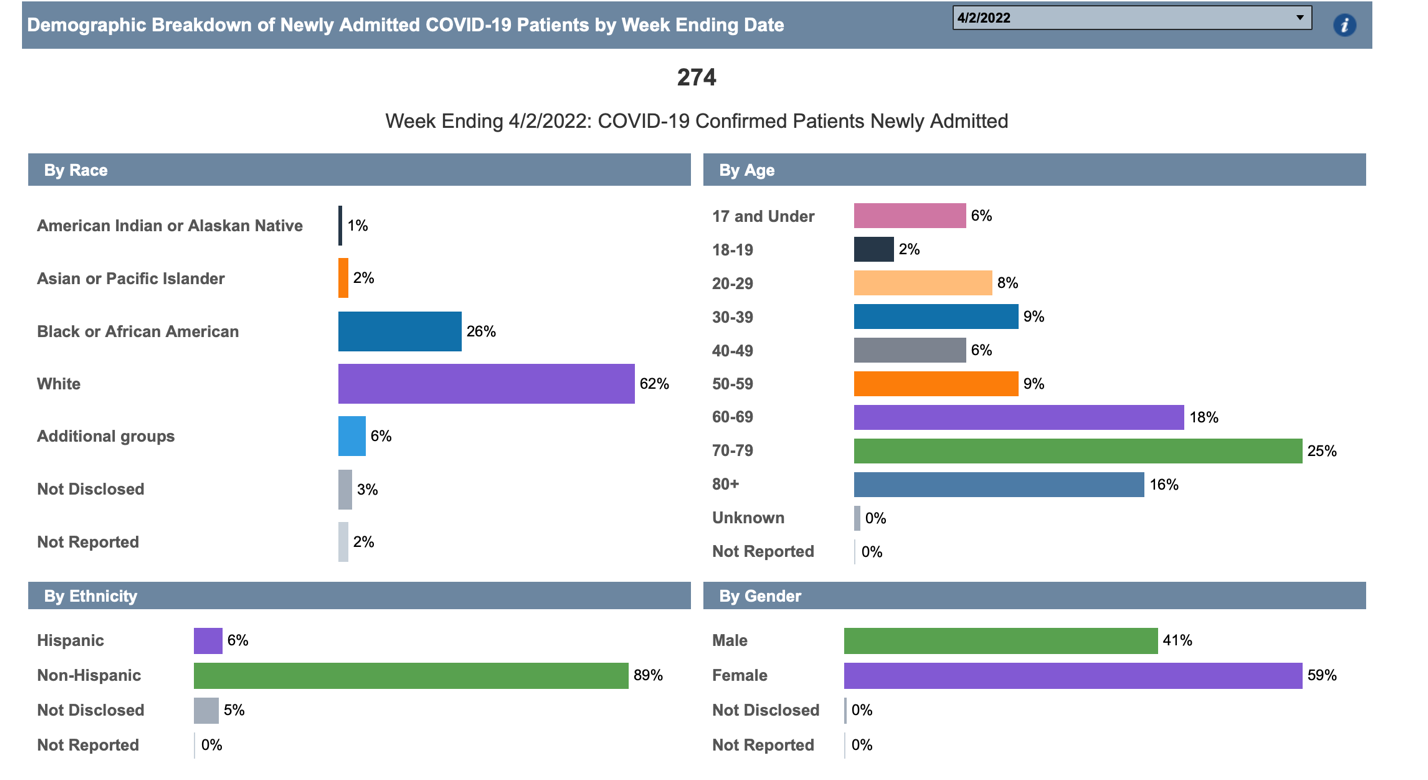 Demographic Breakdown of Newly Admitted COVID-19 Patients by Week Ending Date
4/2/2022
i
274
Week Ending 4/2/2022: COVID-19 Confirmed Patients Newly Admitted
By Race
American Indian or Alaskan Native 1%
Asian or Pacific Islander 2%
Black or African American 26%
White 62%
Additional groups 6%
Not Disclosed 3%
Not Reported 2%
By Age
17 and Under 6%
18-19 2%
20-29 8%
30-39 9%
40-49 6%
50-59 9%
60-69 18%
70-79 25%
80+ 16%
Unknown 0%
Not Reported 0%
By Ethnicity
Hispanic 6%
Non-Hispanic 89%
Not Disclosed 5%
Not Reported 0%
By Gender
Male 41%
Female 59%
Not Disclosed 0%
Not Reported 0%